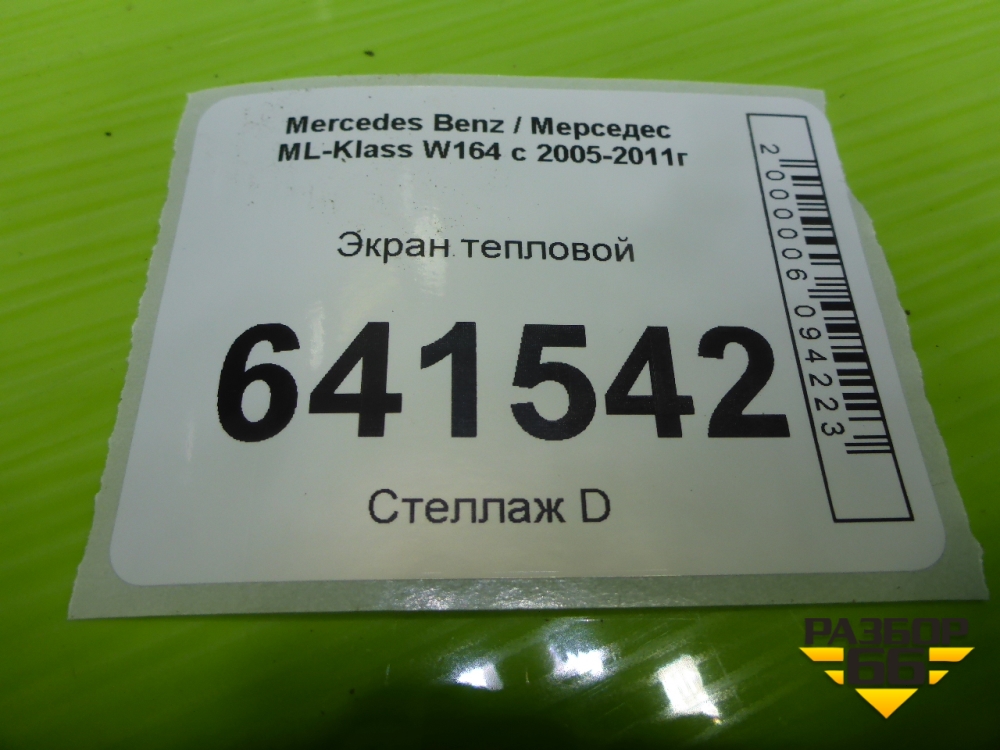 Mercedes Benz / Мерседес
ML-Klass W164 с 2005-2011г
Экран тепловой
641542
Стеллаж D
2000006094223
РАЗБОР
66